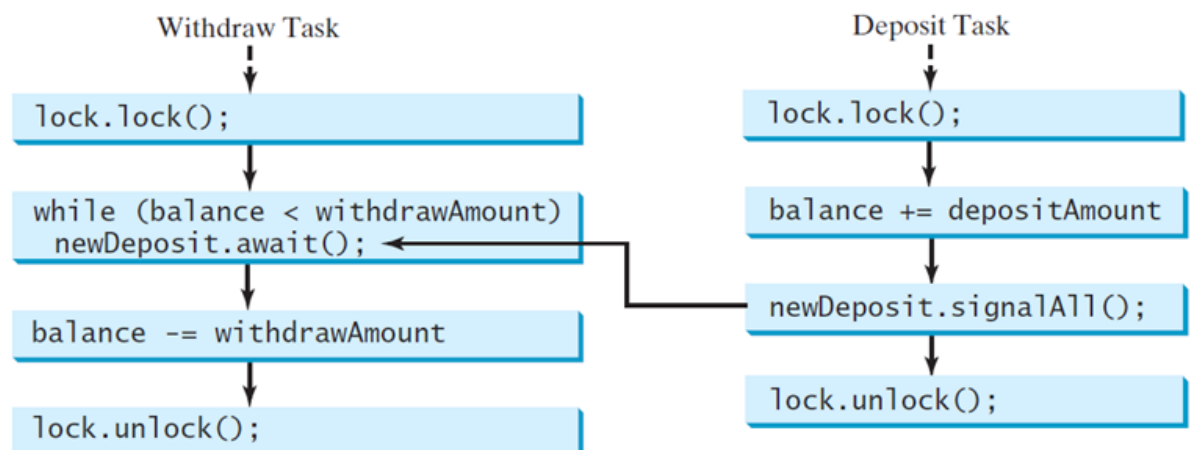 Withdraw Task
lock.lock();
while (balance < withdrawAmount)
newDeposit.await();
balance -= withdrawAmount
lock.unlock();
Deposit Task
lock.lock();
balance += depositAmount
newDeposit.signalAll();
lock.unlock();